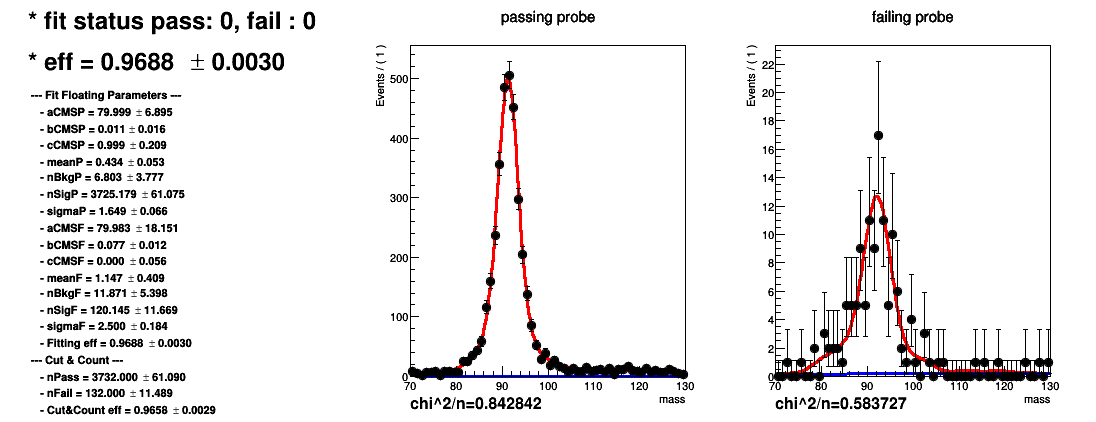 * fit status pass: 0, fail : 0
* eff = 0.9688 ± 0.0030
--- Fit Floating Parameters ---
- aCMSP = 79.999 ± 6.895
- bCMSP = 0.011 ± 0.016
- cCMSP = 0.999 ± 0.209
- meanP = 0.434 ± 0.053
- nBkgP = 6.803 ± 3.777
- nSigP = 3725.179 ± 61.075
- sigmaP = 1.649 ± 0.066
- aCMSF = 79.983 ± 18.151
- bCMSF = 0.077 ± 0.012
- cCMSF = 0.000 ± 0.056
- meanF = 1.147 ± 0.409
- nBkgF = 11.871 ± 5.398
- nSigF = 120.145 ± 11.669
- sigmaF = 2.500 ± 0.184
- Fitting eff = 0.9688 ± 0.0030
--- Cut & Count ---
- nPass = 3732.000 ± 61.090
- nFail = 132.000 ± 11.489
- Cut&Count eff = 0.9658 ± 0.0029
passing probe
Events / ( 1 )
500
400
300
200
100
0
70 80 90 100 110 120 130
mass
chi^2/n=0.842842
failing probe
Events / ( 1 )
22
20
18
16
14
12
10
8
6
4
2
0
70 80 90 100 110 120 130
mass
chi^2/n=0.583727